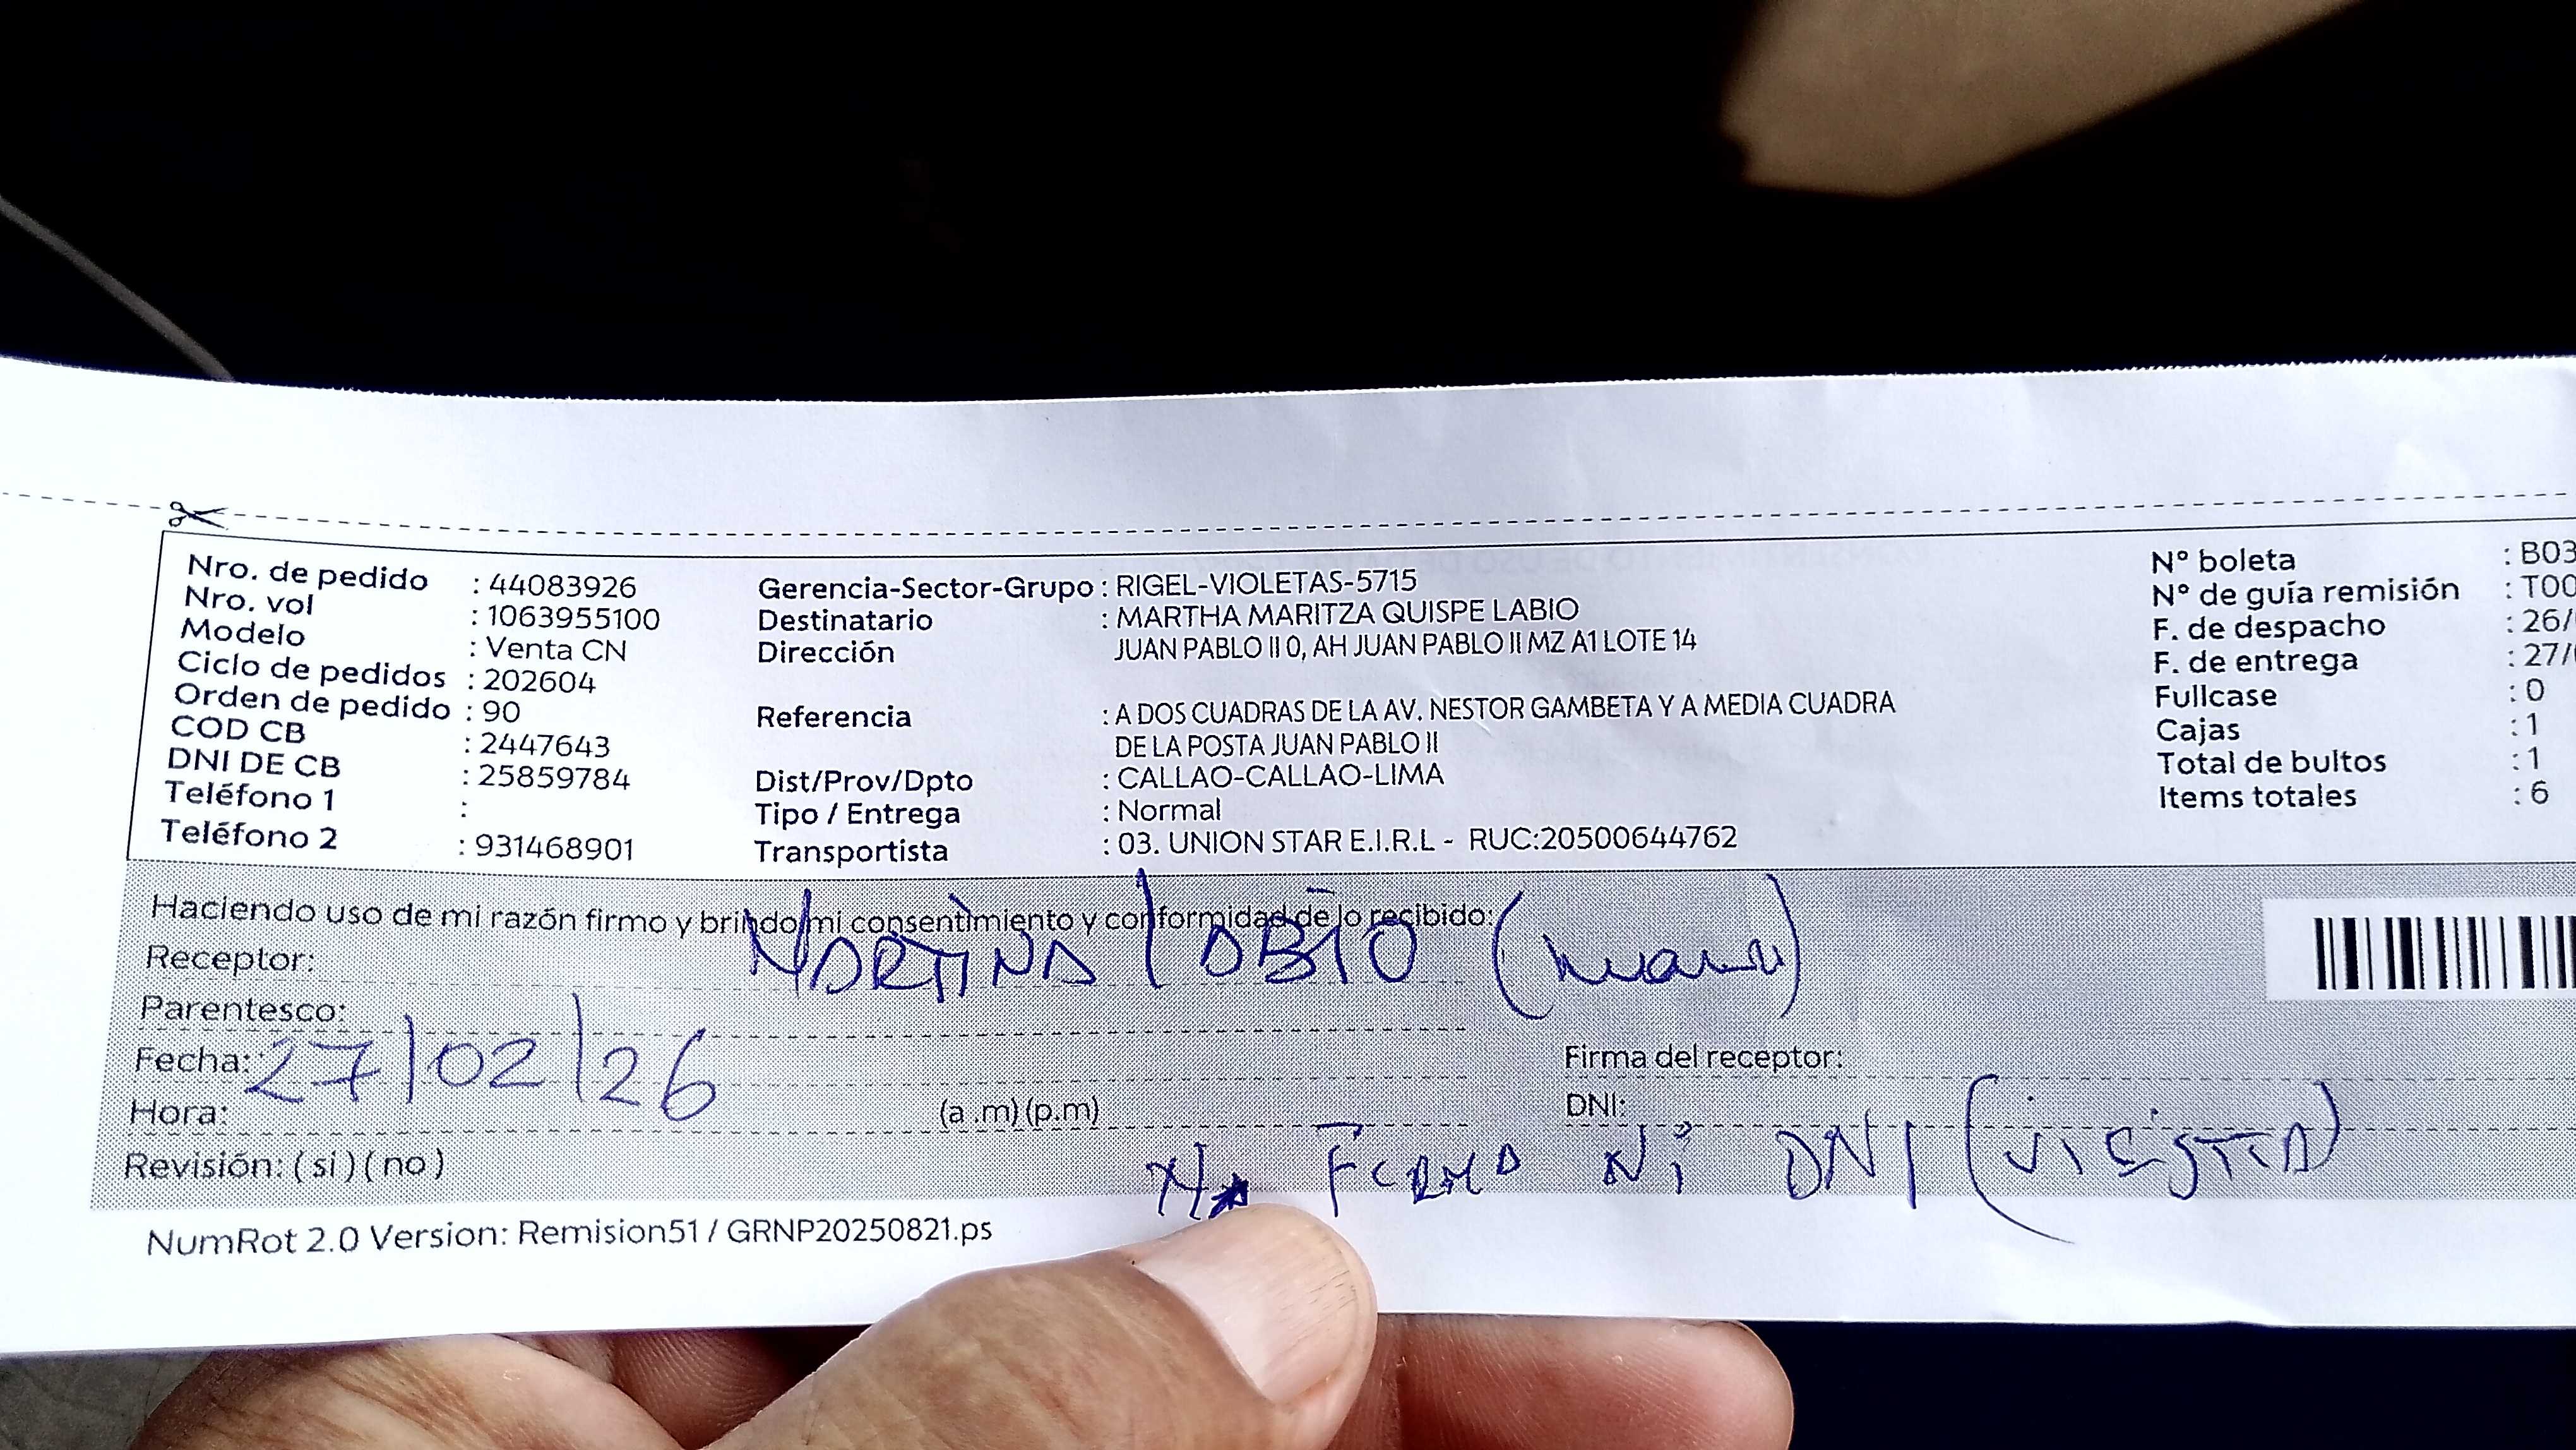 Nro. de pedido : 44083926
Nro. vol : 1063955100
Modelo : Venta CN
Ciclo de pedidos : 202604
Orden de pedido : 90
COD CB : 2447643
DNI DE CB : 25859784
Teléfono 1 :
Teléfono 2 : 931468901
Gerencia-Sector-Grupo : RIGEL-VIOLETAS-5715
Destinatario : MARTHA MARITZA QUISPE LABIO
Dirección JUAN PABLO II 0, AH JUAN PABLO II MZ A1 LOTE 14
Referencia : A DOS CUADRAS DE LA AV. NESTOR GAMBETA Y A MEDIA CUADRA
DE LA POSTA JUAN PABLO II
Dist/Prov/Dpto : CALLAO-CALLAO-LIMA
Tipo / Entrega : Normal
Transportista : 03. UNION STAR E.I.R.L - RUC:20500644762
N° boleta : B03
N° de guía remisión : T00
F. de despacho : 26/
F. de entrega : 27/
Fullcase : 0
Cajas : 1
Total de bultos : 1
Items totales : 6
Haciendo uso de mi razón firmo y brindo mi consentimiento y conformidad de lo recibido:
Receptor: MARTINA LABIO
Parentesco:
Fecha: 27/02/26
Hora: (a .m) (p.m)
Revisión: ( si ) ( no )
Firma del receptor:
DNI:
No FIRMA Ni DNI
NumRot 2.0 Version: Remision51 / GRNP20250821.ps